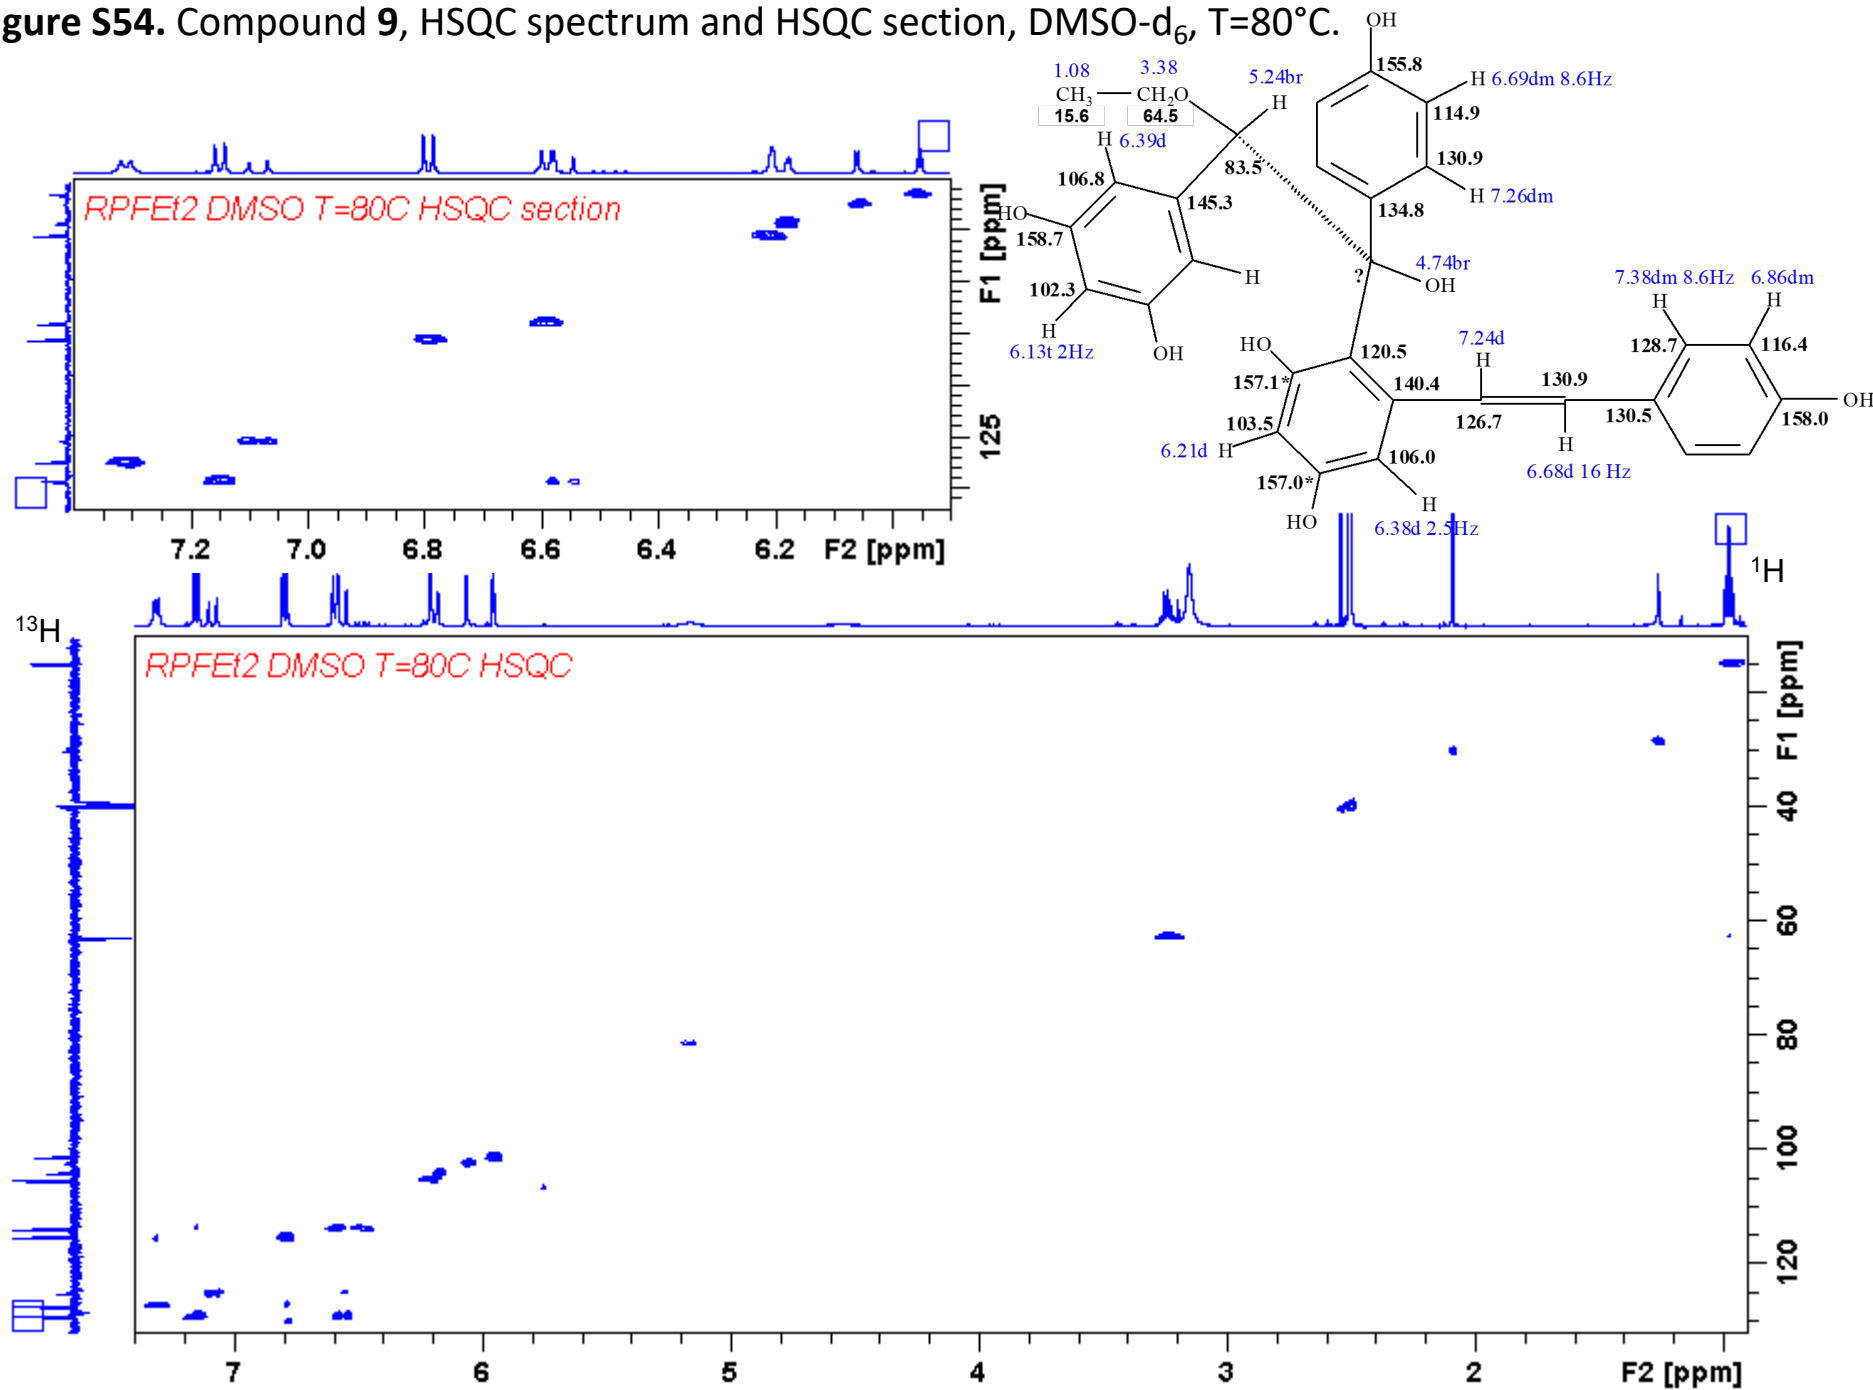 gure S54. Compound 9, HSQC spectrum and HSQC section, DMSO-d6, T=80°C.
OH
155.8
H 6.69dm 8.6Hz
114.9
130.9
H 7.26dm
134.8
1.08 3.38 5.24br
CH3 CH2O H
15.6 64.5
H 6.39d
83.5
106.8
145.3
HO
158.7
H
102.3
H
6.13t 2Hz
OH
?
4.74br
OH
HO
120.5
157.1*
140.4
7.24d
H
130.9
126.7
H
6.68d 16 Hz
7.38dm 8.6Hz 6.86dm
H H
128.7 116.4
130.5
158.0
OH
103.5
6.21d H
106.0
157.0*
H
HO
6.38d 2.5Hz
RPFEt2 DMSO T=80C HSQC section
F1 [ppm]
125
7.2 7.0 6.8 6.6 6.4 6.2 F2 [ppm]
1H
13H
RPFEt2 DMSO T=80C HSQC
F1 [ppm]
40
60
80
100
120
7 6 5 4 3 2 F2 [ppm]